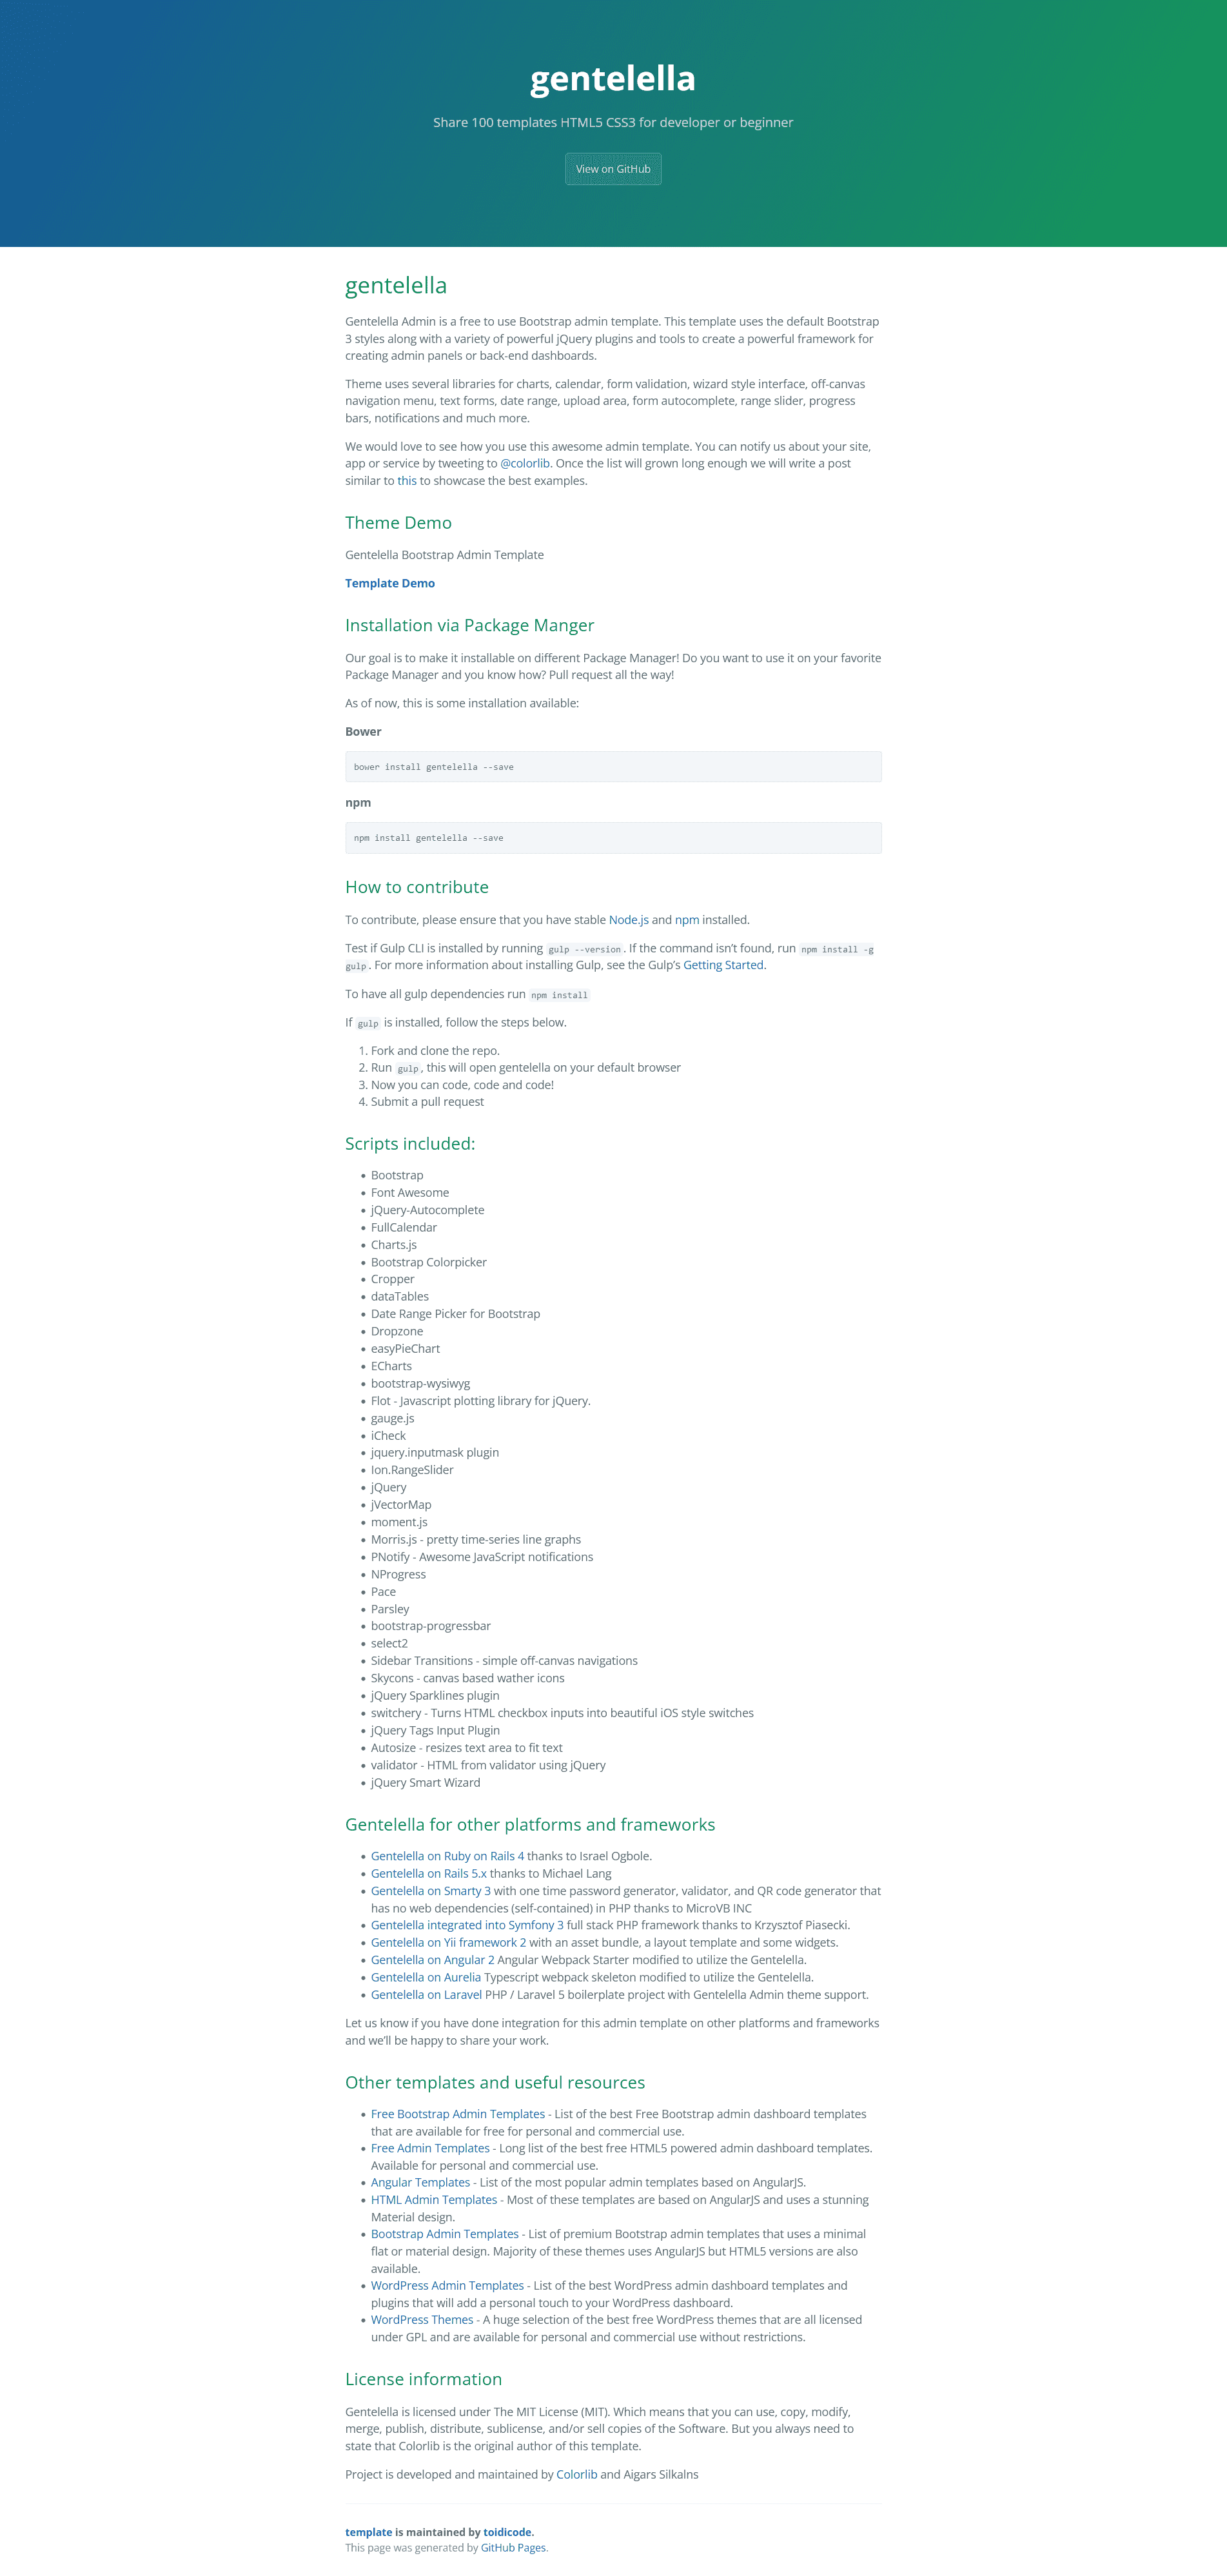 gentelella
Share 100 templates HTML5 CSS3 for developer or beginner
View on GitHub
gentelella
Gentelella Admin is a free to use Bootstrap admin template. This template uses the default Bootstrap
3 styles along with a variety of powerful jQuery plugins and tools to create a powerful framework for
creating admin panels or back-end dashboards.
Theme uses several libraries for charts, calendar, form validation, wizard style interface, off-canvas
navigation menu, text forms, date range, upload area, form autocomplete, range slider, progress
bars, notifications and much more.
We would love to see how you use this awesome admin template. You can notify us about your site,
app or service by tweeting to @colorlib. Once the list will grown long enough we will write a post
similar to this to showcase the best examples.
Theme Demo
Gentelella Bootstrap Admin Template
Template Demo
Installation via Package Manger
Our goal is to make it installable on different Package Manager! Do you want to use it on your favorite
Package Manager and you know how? Pull request all the way!
As of now, this is some installation available:
Bower
bower install gentelella --save
npm
npm install gentelella --save
How to contribute
To contribute, please ensure that you have stable Node.js and npm installed.
Test if Gulp CLI is installed by running gulp --version. If the command isn’t found, run npm install -g
gulp. For more information about installing Gulp, see the Gulp’s Getting Started.
To have all gulp dependencies run npm install
If gulp is installed, follow the steps below.
1. Fork and clone the repo.
2. Run gulp, this will open gentelella on your default browser
3. Now you can code, code and code!
4. Submit a pull request
Scripts included:
• Bootstrap
• Font Awesome
• jQuery-Autocomplete
• FullCalendar
• Charts.js
• Bootstrap Colorpicker
• Cropper
• dataTables
• Date Range Picker for Bootstrap
• Dropzone
• easyPieChart
• ECharts
• bootstrap-wysiwyg
• Flot - Javascript plotting library for jQuery.
• gauge.js
• iCheck
• jquery.inputmask plugin
• Ion.RangeSlider
• jQuery
• jVectorMap
• moment.js
• Morris.js - pretty time-series line graphs
• PNotify - Awesome JavaScript notifications
• NProgress
• Pace
• Parsley
• bootstrap-progressbar
• select2
• Sidebar Transitions - simple off-canvas navigations
• Skycons - canvas based wather icons
• jQuery Sparklines plugin
• switchery - Turns HTML checkbox inputs into beautiful iOS style switches
• jQuery Tags Input Plugin
• Autosize - resizes text area to fit text
• validator - HTML from validator using jQuery
• jQuery Smart Wizard
Gentelella for other platforms and frameworks
• Gentelella on Ruby on Rails 4 thanks to Israel Ogbole.
• Gentelella on Rails 5.x thanks to Michael Lang
• Gentelella on Smarty 3 with one time password generator, validator, and QR code generator that
has no web dependencies (self-contained) in PHP thanks to MicroVB INC
• Gentelella integrated into Symfony 3 full stack PHP framework thanks to Krzysztof Piasecki.
• Gentelella on Yii framework 2 with an asset bundle, a layout template and some widgets.
• Gentelella on Angular 2 Angular Webpack Starter modified to utilize the Gentelella.
• Gentelella on Aurelia Typescript webpack skeleton modified to utilize the Gentelella.
• Gentelella on Laravel PHP / Laravel 5 boilerplate project with Gentelella Admin theme support.
Let us know if you have done integration for this admin template on other platforms and frameworks
and we’ll be happy to share your work.
Other templates and useful resources
• Free Bootstrap Admin Templates - List of the best Free Bootstrap admin dashboard templates
that are available for free for personal and commercial use.
• Free Admin Templates - Long list of the best free HTML5 powered admin dashboard templates.
Available for personal and commercial use.
• Angular Templates - List of the most popular admin templates based on AngularJS.
• HTML Admin Templates - Most of these templates are based on AngularJS and uses a stunning
Material design.
• Bootstrap Admin Templates - List of premium Bootstrap admin templates that uses a minimal
flat or material design. Majority of these themes uses AngularJS but HTML5 versions are also
available.
• WordPress Admin Templates - List of the best WordPress admin dashboard templates and
plugins that will add a personal touch to your WordPress dashboard.
• WordPress Themes - A huge selection of the best free WordPress themes that are all licensed
under GPL and are available for personal and commercial use without restrictions.
License information
Gentelella is licensed under The MIT License (MIT). Which means that you can use, copy, modify,
merge, publish, distribute, sublicense, and/or sell copies of the Software. But you always need to
state that Colorlib is the original author of this template.
Project is developed and maintained by Colorlib and Aigars Silkalns
template is maintained by toidicode.
This page was generated by GitHub Pages.